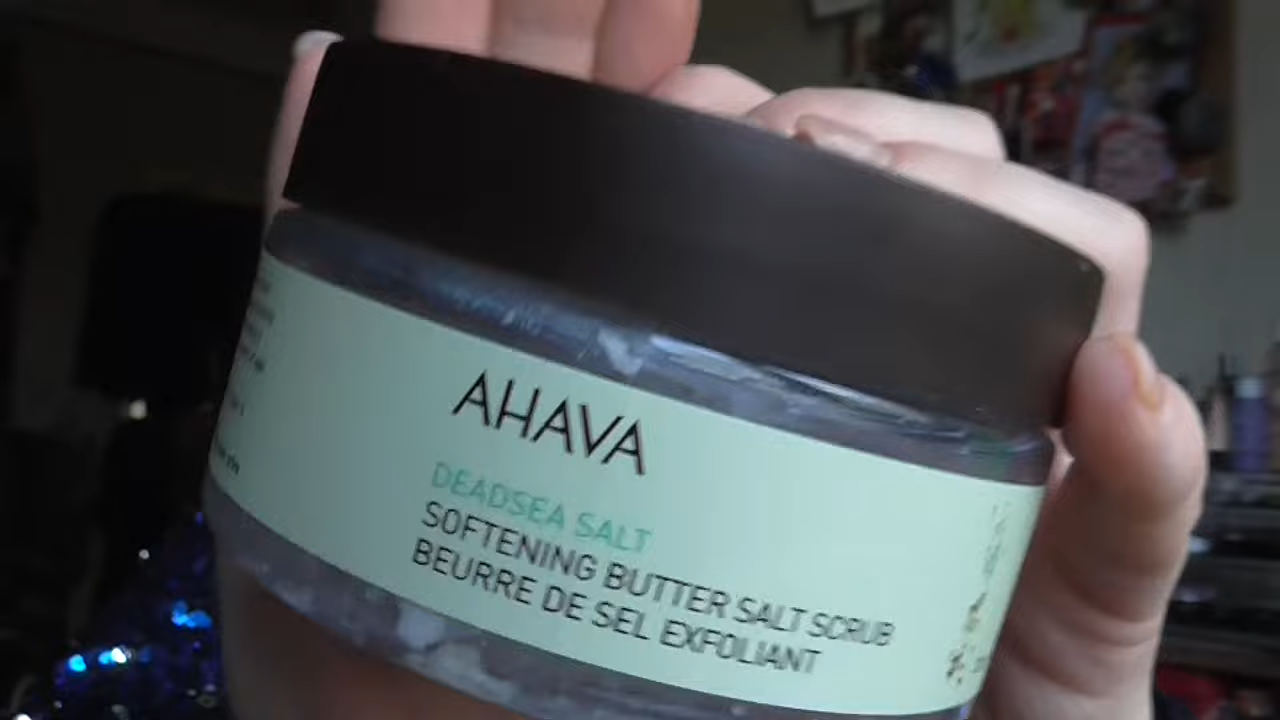 AHAVA
DEADSEA SALT
SOFTENING BUTTER SALT SCRUB
BEURRE DE SEL EXFOLIANT